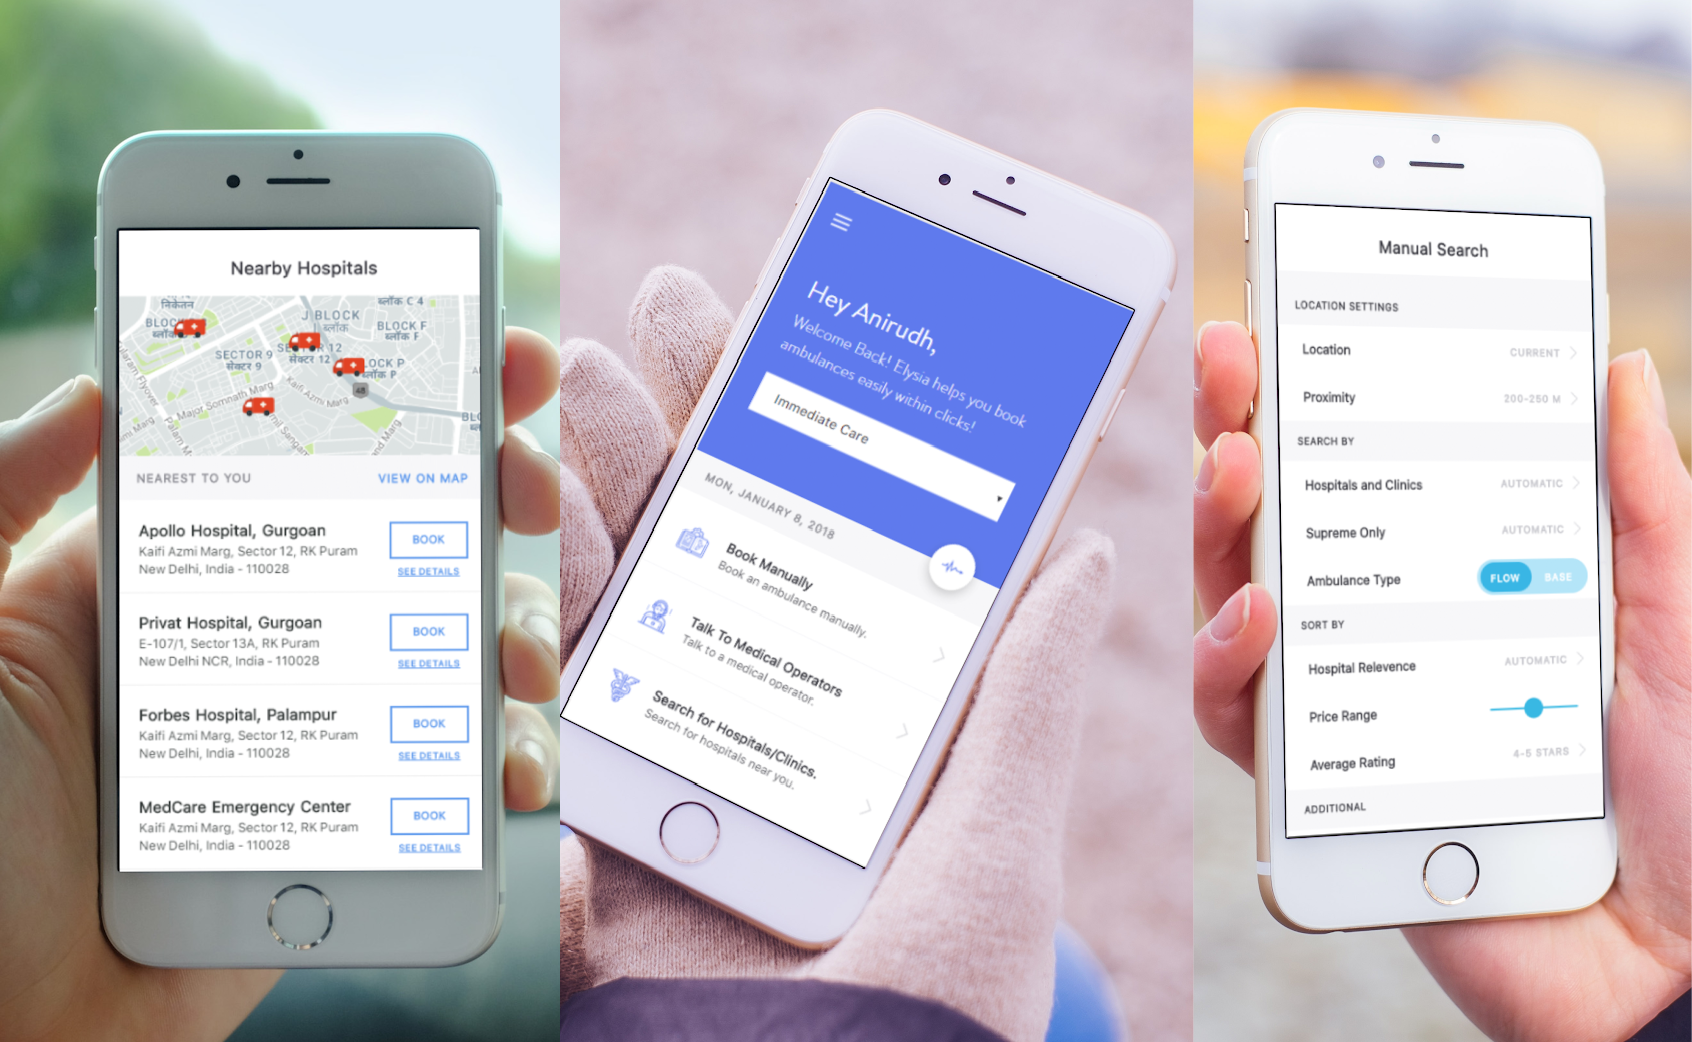 Nearby Hospitals
निकेतन
ब्लॉक C 4
J BLOCK
ब्लॉक
BLOCK
ब्लॉक
BLOCK F
ब्लॉक F
SECTOR 9
सेक्टर 9
12
सेक्टर 12
LOCK P
ब्लॉक P
48
Major Somnath Marg
Kaifi Azmi Marg
NEAREST TO YOU
VIEW ON MAP
Apollo Hospital, Gurgoan
Kaifi Azmi Marg, Sector 12, RK Puram
New Delhi, India - 110028
BOOK
SEE DETAILS
Privat Hospital, Gurgoan
E-107/1, Sector 13A, RK Puram
New Delhi NCR, India - 110028
BOOK
SEE DETAILS
Forbes Hospital, Palampur
Kaifi Azmi Marg, Sector 12, RK Puram
New Delhi, India - 110028
BOOK
SEE DETAILS
MedCare Emergency Center
Kaifi Azmi Marg, Sector 12, RK Puram
New Delhi, India - 110028
BOOK
SEE DETAILS
Hey Anirudh,
Welcome Back! Elysia helps you book
ambulances easily within clicks!
Immediate Care
MON, JANUARY 8, 2018
Book Manually
Book an ambulance manually.
Talk To Medical Operators
Talk to a medical operator.
Search for Hospitals/Clinics.
Search for hospitals near you.
Manual Search
LOCATION SETTINGS
Location
CURRENT
Proximity
200-250 M
SEARCH BY
Hospitals and Clinics
AUTOMATIC
Supreme Only
AUTOMATIC
Ambulance Type
FLOW
BASE
SORT BY
Hospital Relevence
AUTOMATIC
Price Range
Average Rating
4-5 STARS
ADDITIONAL